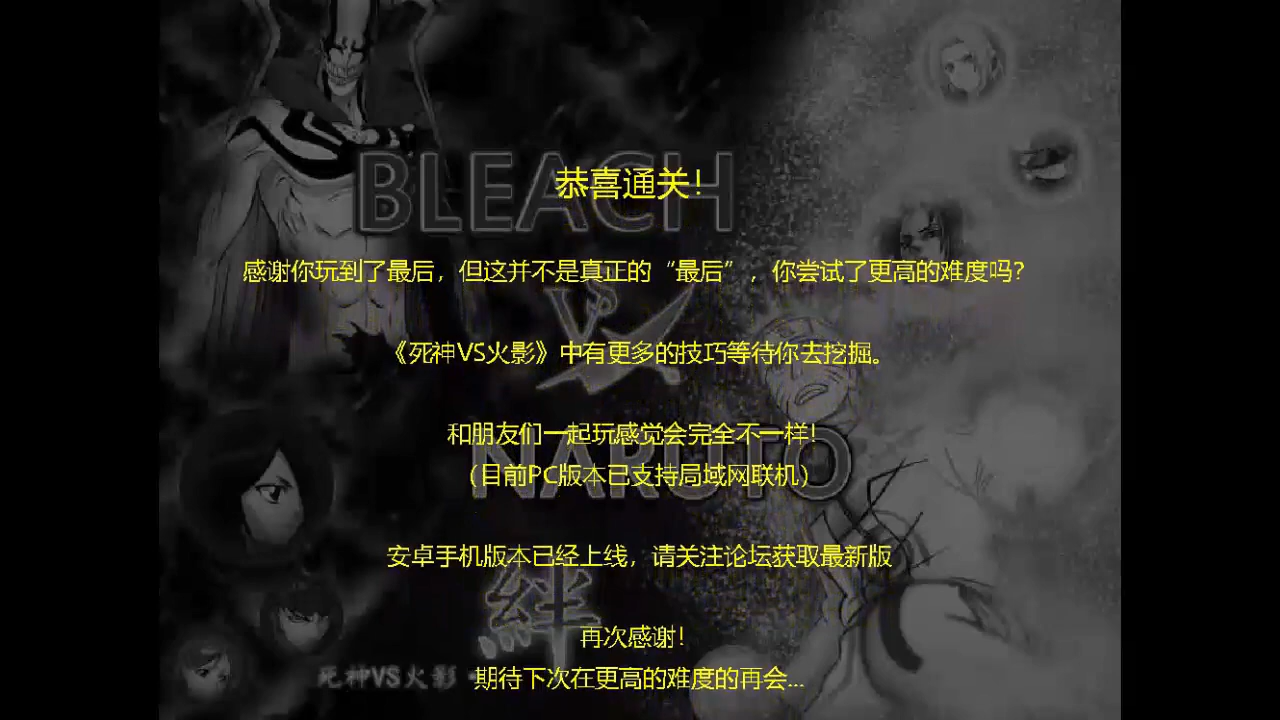 BLEACH
恭喜通关！
感谢你玩到了最后，但这并不是真正的“最后”，你尝试了更高的难度吗？
VS
《死神VS火影》中有更多的技巧等待你去挖掘。
和朋友们一起玩感觉会完全不一样！
NARUTO
（目前PC版本已支持局域网联机）
安卓手机版本已经上线，请关注论坛获取最新版
絆
再次感谢！
死神VS火影
期待下次在更高的难度的再会...